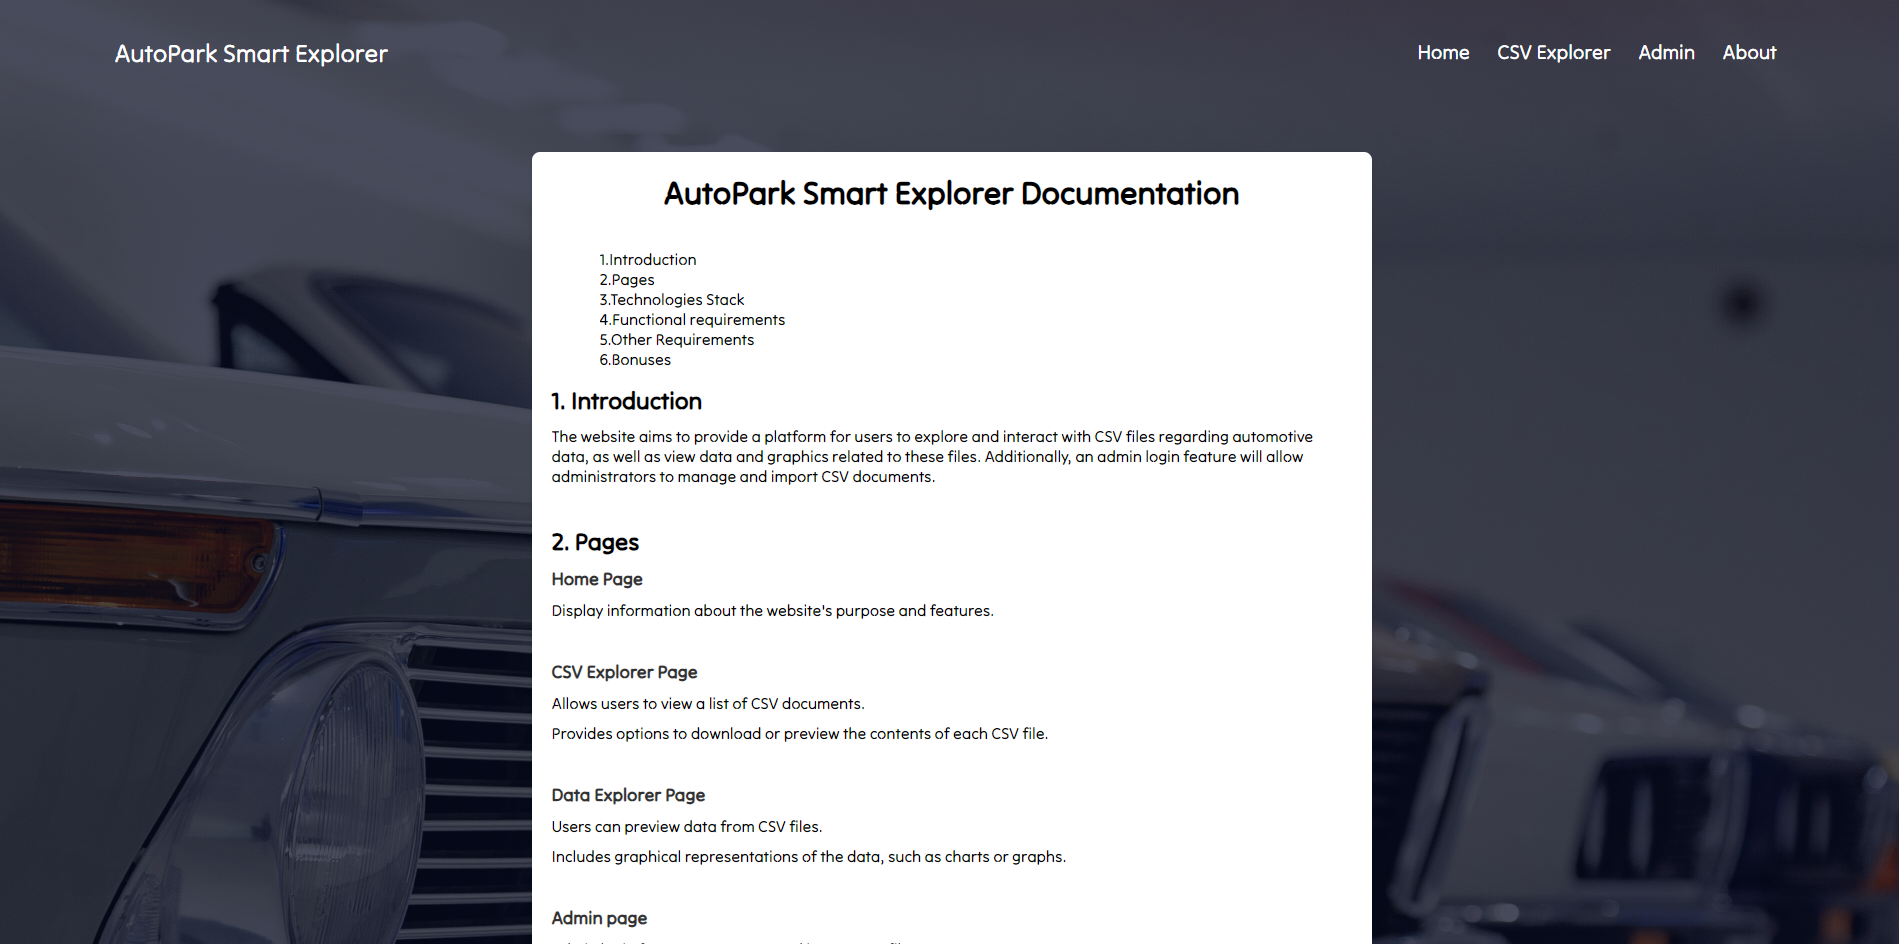 AutoPark Smart Explorer
Home CSV Explorer Admin About
AutoPark Smart Explorer Documentation
1.Introduction
2.Pages
3.Technologies Stack
4.Functional requirements
5.Other Requirements
6.Bonuses
1. Introduction
The website aims to provide a platform for users to explore and interact with CSV files regarding automotive
data, as well as view data and graphics related to these files. Additionally, an admin login feature will allow
administrators to manage and import CSV documents.
2. Pages
Home Page
Display information about the website's purpose and features.
CSV Explorer Page
Allows users to view a list of CSV documents.
Provides options to download or preview the contents of each CSV file.
Data Explorer Page
Users can preview data from CSV files.
Includes graphical representations of the data, such as charts or graphs.
Admin page